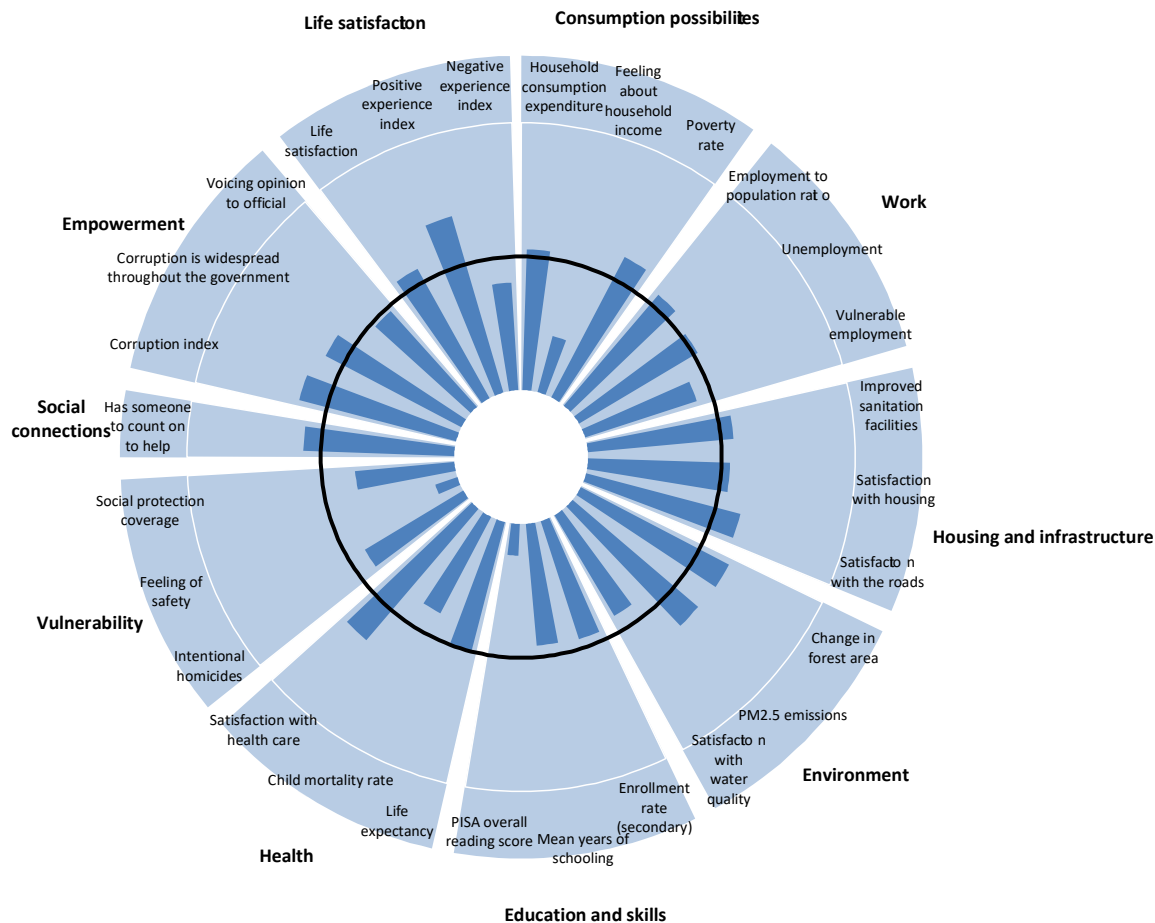 Life satisfacton
Consumption possibilites
Negative
experience
index
Positive
experience
index
Life
satisfaction
Household
consumption
expenditure
Feeling
about
household
income
Poverty
rate
Employment to
population rat o
Work
Unemployment
Vulnerable
employment
Improved
sanitation
facilities
Satisfaction
with housing
Housing and infrastructure
Satisfacto n
with the roads
Change in
forest area
PM2.5 emissions
Satisfacto n
with
water
quality
Environment
Enrollment
rate
(secondary)
Mean years of
schooling
PISA overall
reading score
Education and skills
Life
expectancy
Child mortality rate
Satisfaction with
health care
Health
Intentional
homicides
Feeling of
safety
Social protection
coverage
Vulnerability
Has someone
to count on
to help
Social
connections
Corruption index
Corruption is widespread
throughout the government
Voicing opinion
to official
Empowerment